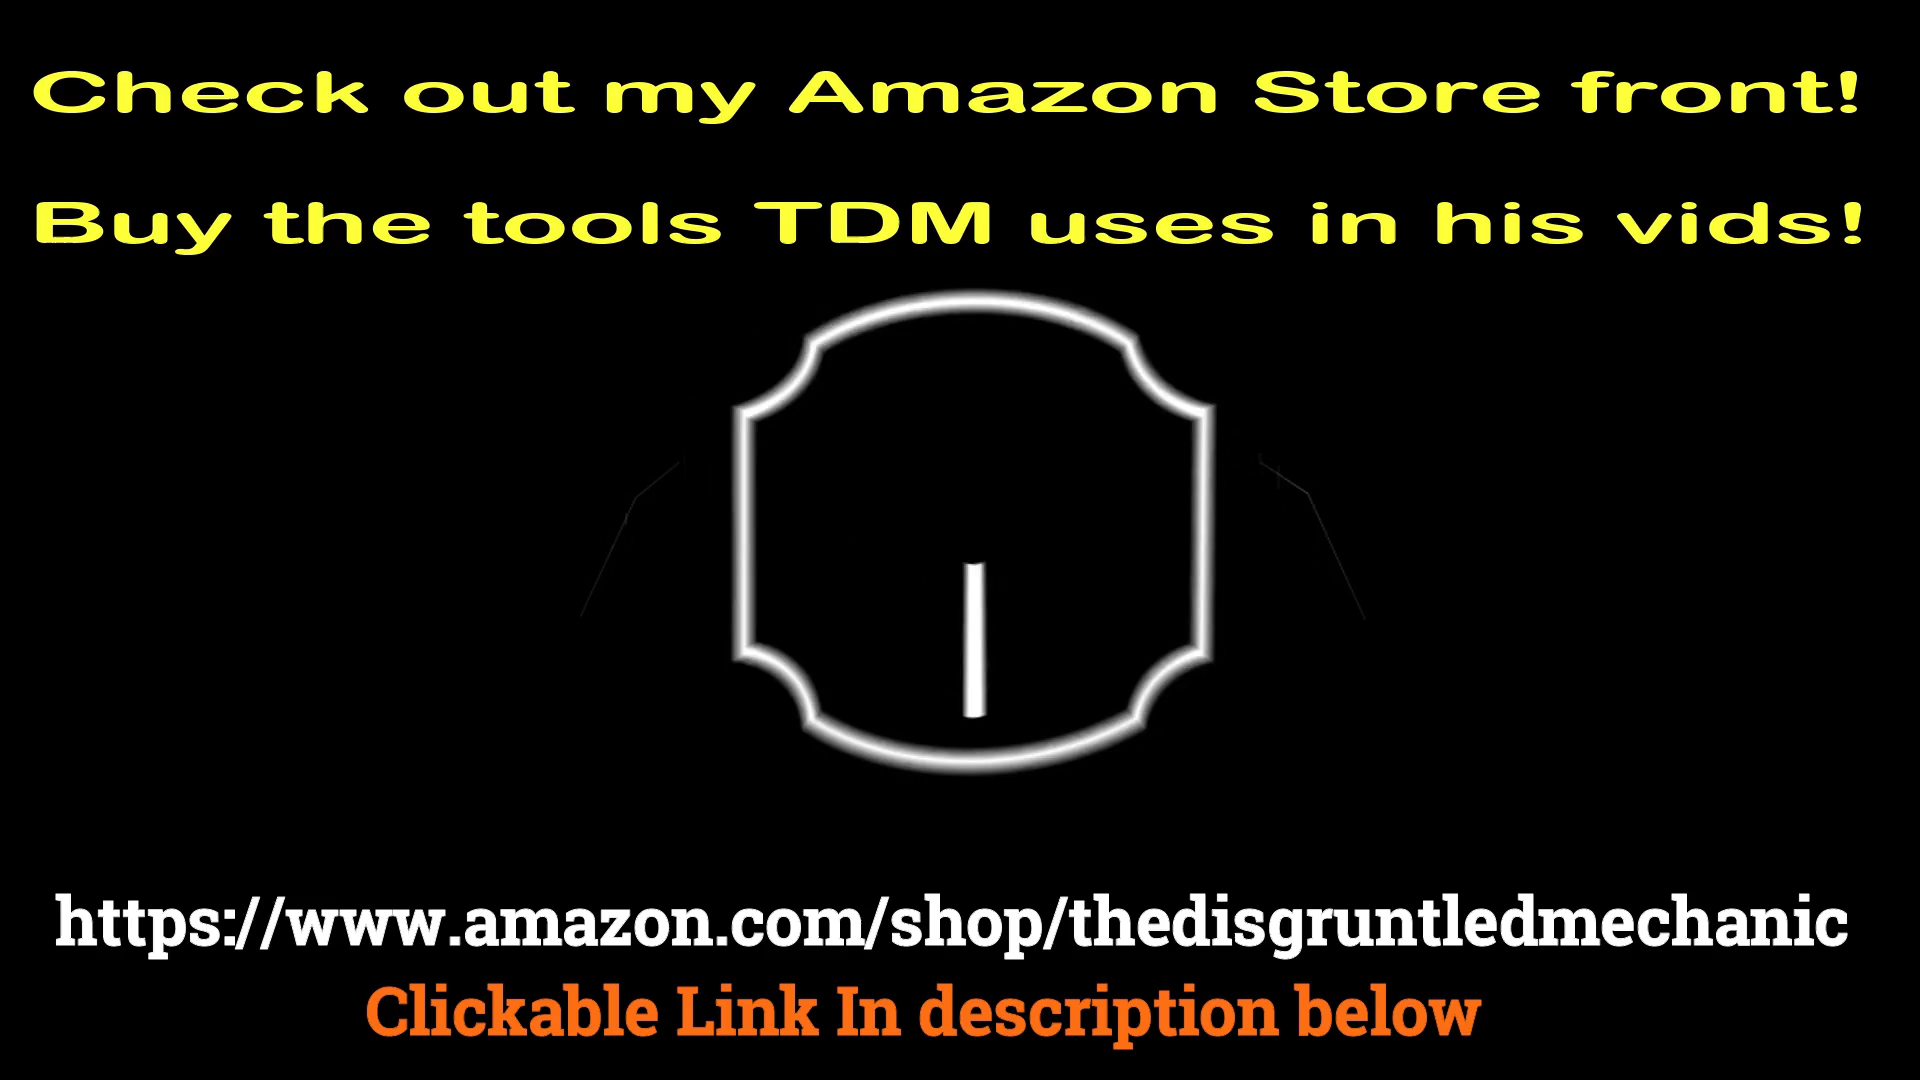 Check out my Amazon Store front!
Buy the tools TDM uses in his vids!
https://www.amazon.com/shop/thedisgruntledmechanic
Clickable Link In description below